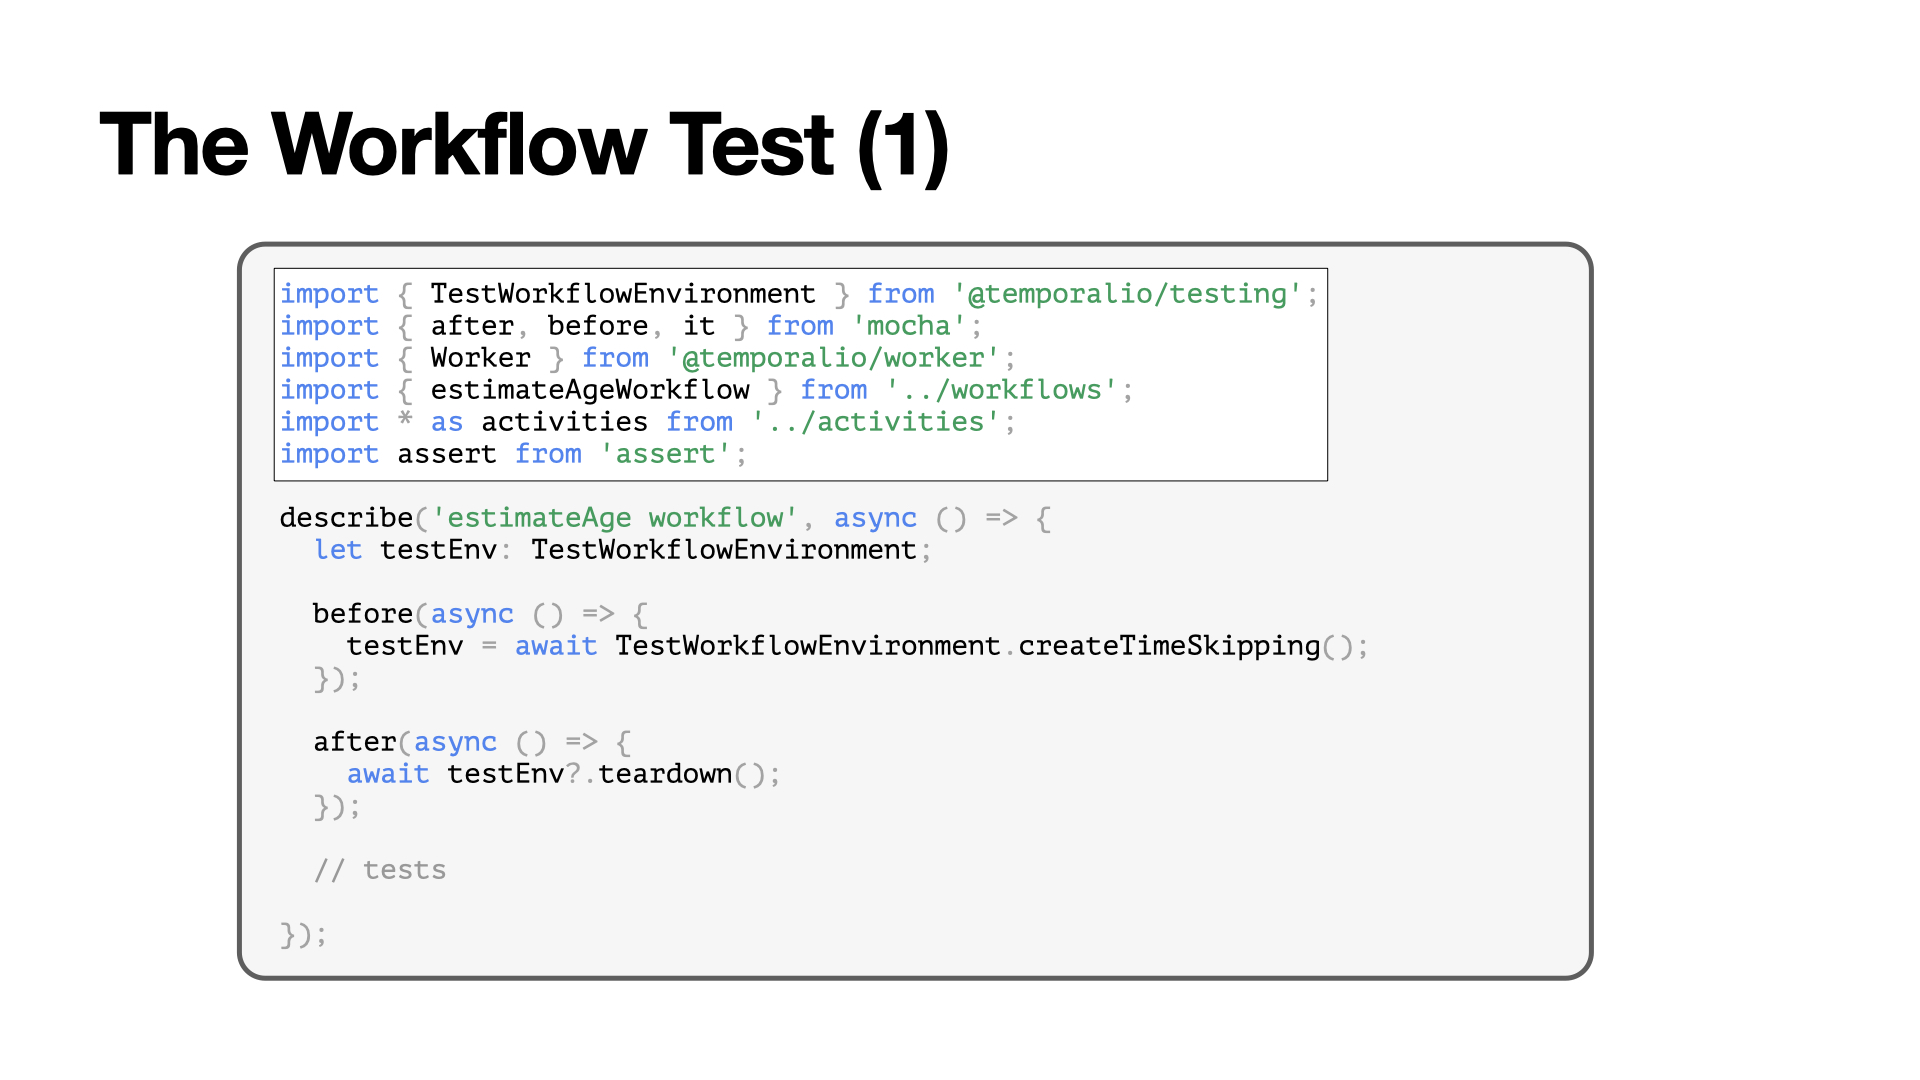 The Workflow Test (1)
import { TestWorkflowEnvironment } from '@temporalio/testing';
import { after, before, it } from 'mocha';
import { Worker } from '@temporalio/worker';
import { estimateAgeWorkflow } from '../workflows';
import * as activities from '../activities';
import assert from 'assert';
describe('estimateAge workflow', async () => {
  let testEnv: TestWorkflowEnvironment;
  before(async () => {
    testEnv = await TestWorkflowEnvironment.createTimeSkipping();
  });
  after(async () => {
    await testEnv?.teardown();
  });
  // tests
});